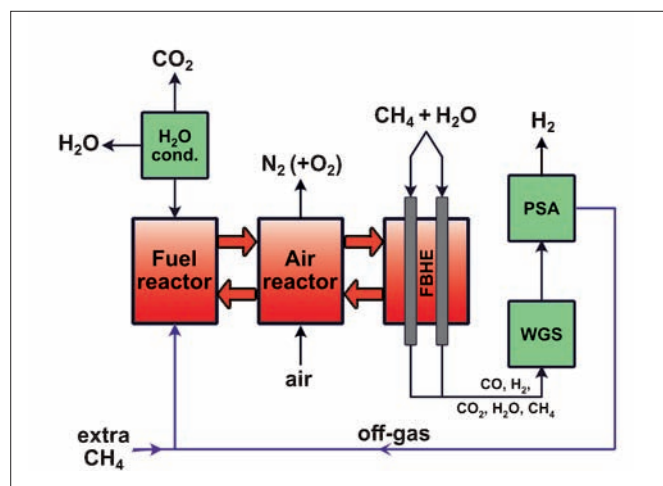 CO₂
H₂O
H₂O
cond.
N₂ (+O₂)
CH₄ + H₂O
H₂
PSA
Fuel
reactor
Air
reactor
FBHE
WGS
air
CO, H₂,
CO₂, H₂O, CH₄
extra
CH₄
off-gas